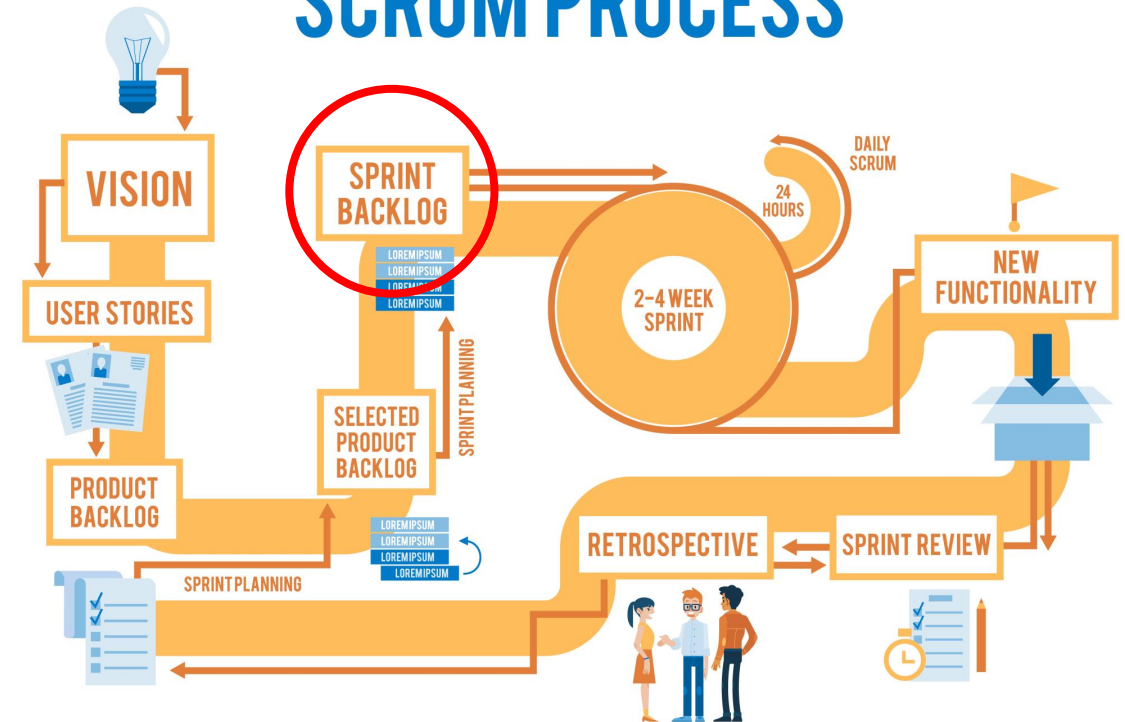 SCRUM PROCESS
VISION
USER STORIES
PRODUCT
BACKLOG
SPRINT PLANNING
SELECTED
PRODUCT
BACKLOG
LOREMIPSUM
LOREMIPSUM
LOREMIPSUM
LOREMIPSUM
SPRINT PLANNING
SPRINT
BACKLOG
LOREMIPSUM
LOREMIPSUM
LOREMIPSUM
LOREMIPSUM
2-4 WEEK
SPRINT
24
HOURS
DAILY
SCRUM
NEW
FUNCTIONALITY
SPRINT REVIEW
RETROSPECTIVE